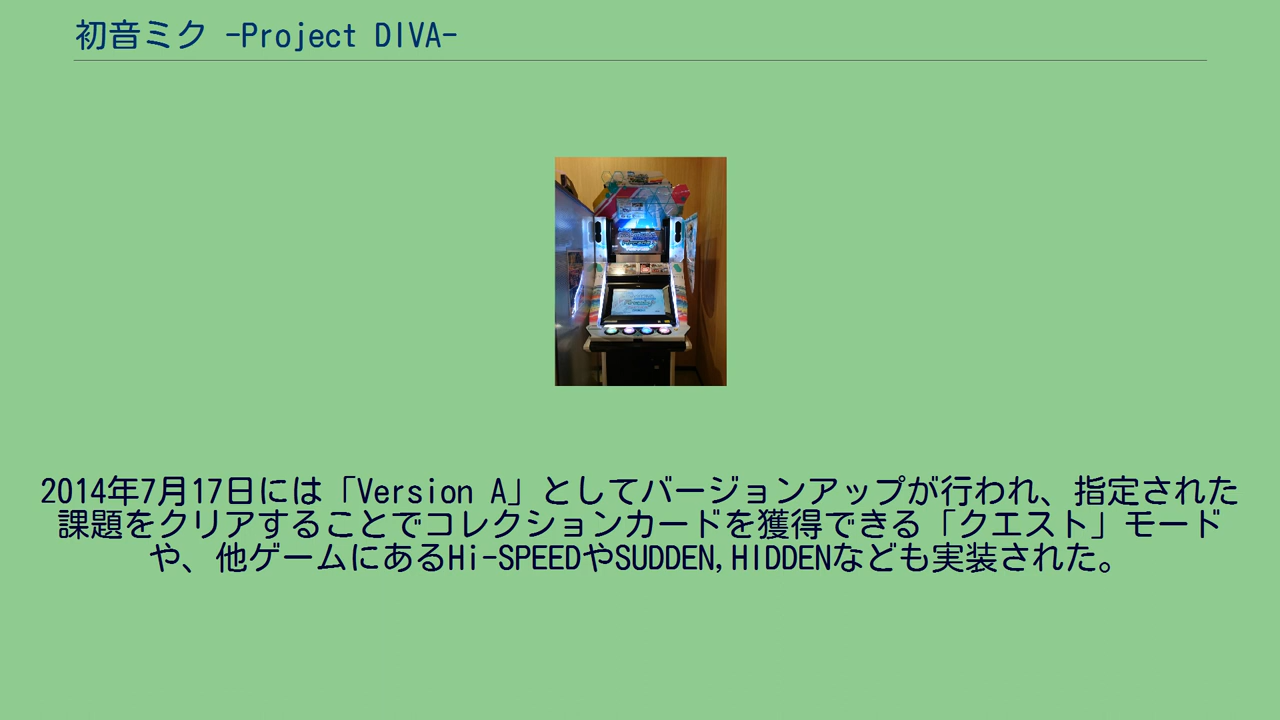 初音ミク -Project DIVA-
2014年7月17日には「Version A」としてバージョンアップが行われ、指定された
課題をクリアすることでコレクションカードを獲得できる「クエスト」モード
や、他ゲームにあるHi-SPEEDやSUDDEN,HIDDENなども実装された。